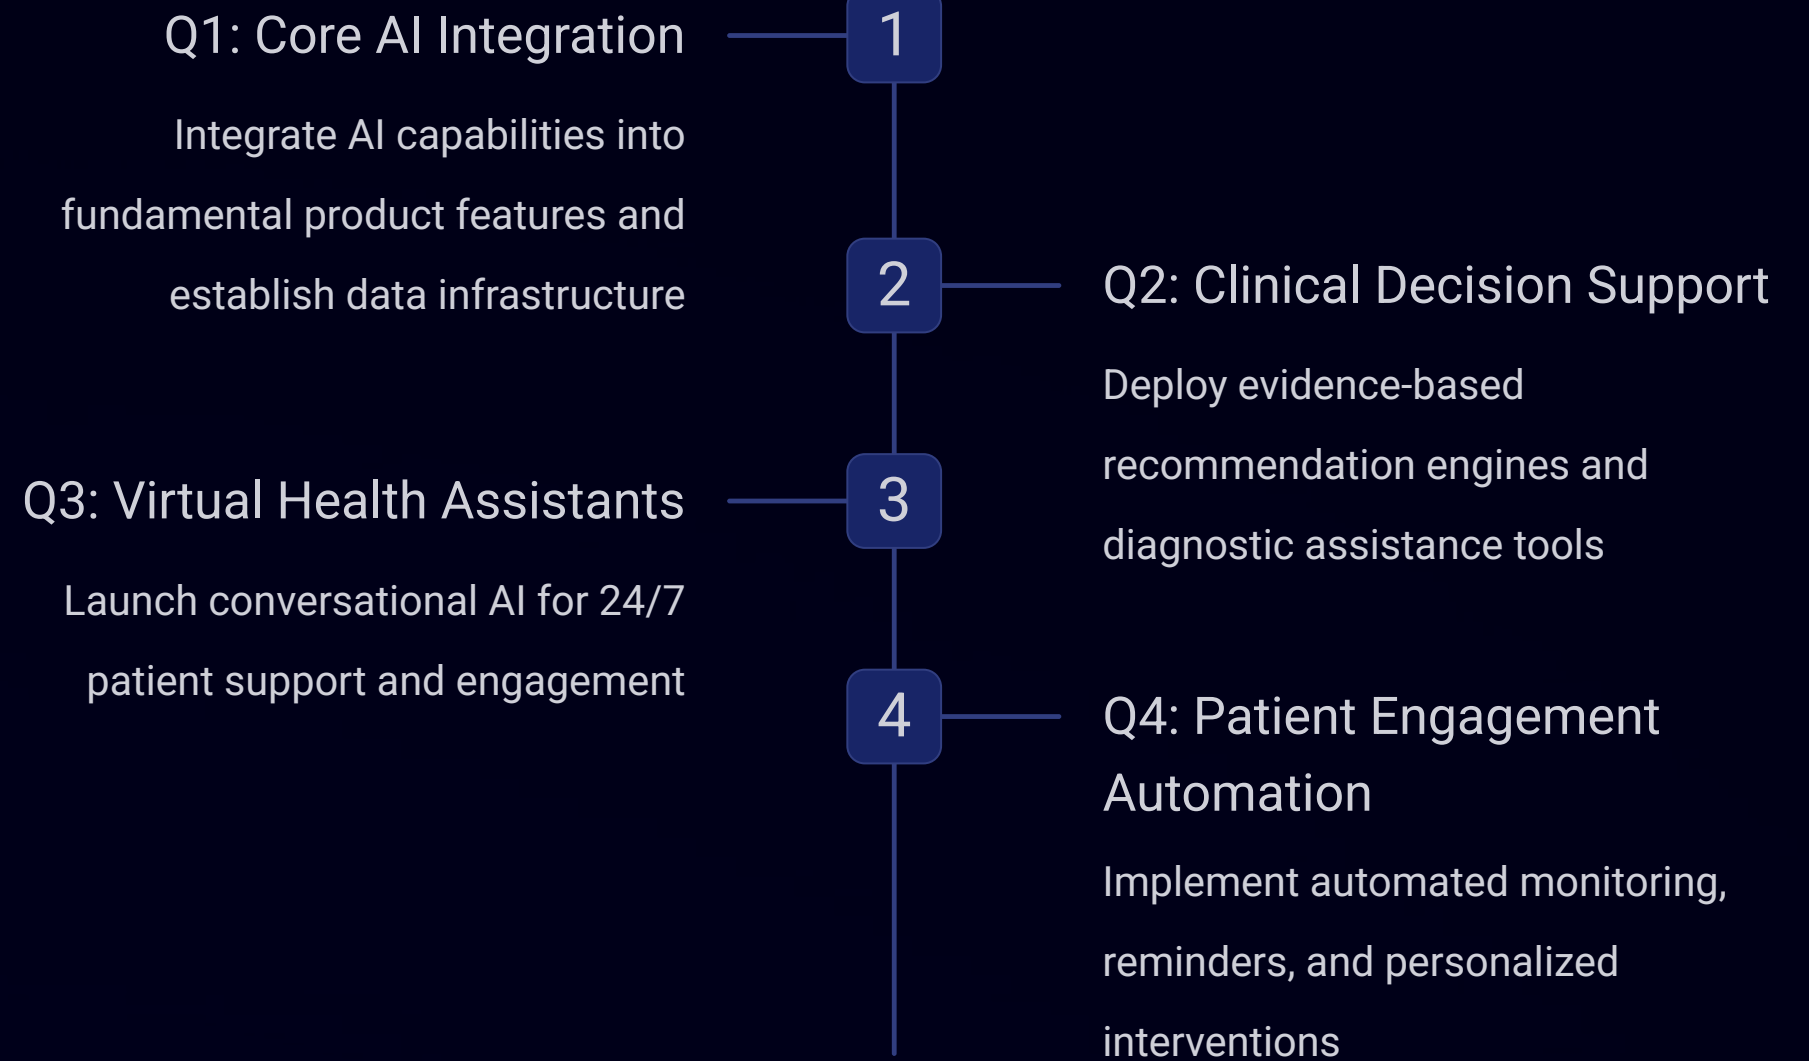 Q1: Core AI Integration
1
Integrate AI capabilities into
fundamental product features and
establish data infrastructure
2
Q2: Clinical Decision Support
Deploy evidence-based
recommendation engines and
diagnostic assistance tools
Q3: Virtual Health Assistants
3
Launch conversational AI for 24/7
patient support and engagement
4
Q4: Patient Engagement
Automation
Implement automated monitoring,
reminders, and personalized
interventions